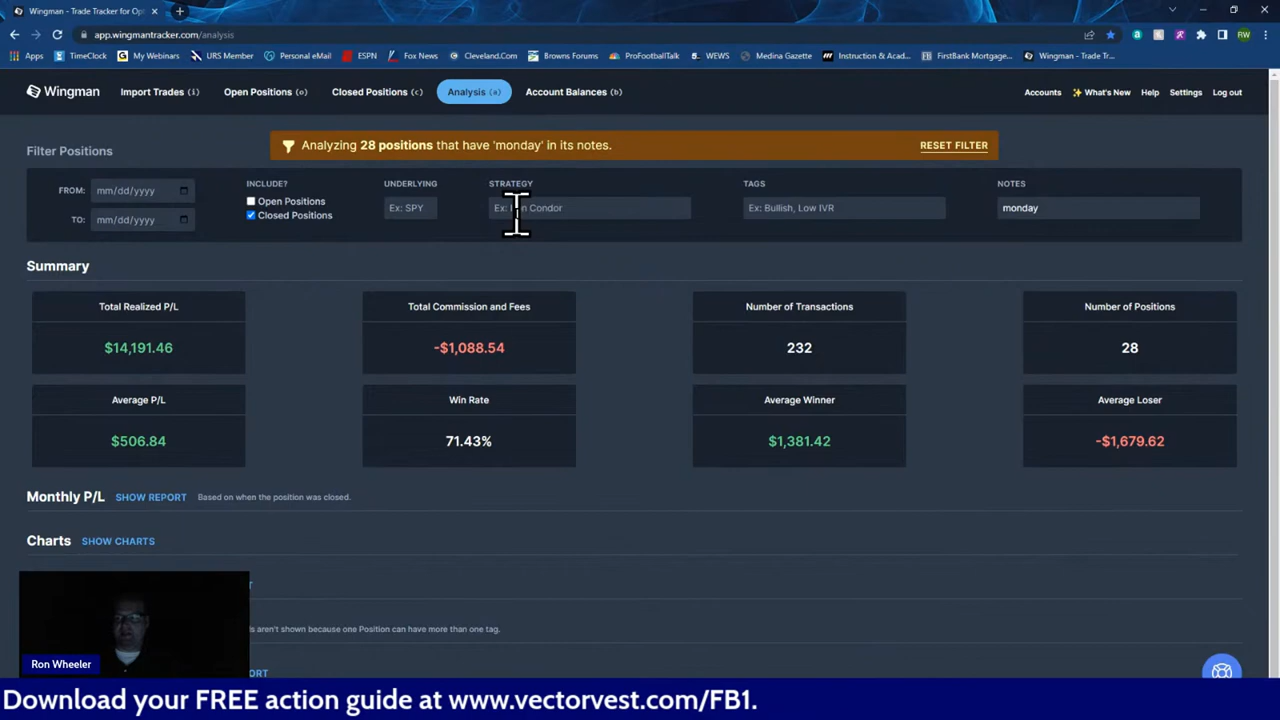 Wingman - Trade Tracker for Opt
app.wingmantracker.com/analysis
RW
Apps TimeClock My Webinars URS Member Personal eMail ESPN Fox News Cleveland.Com Browns Forums ProFootballTalk WEWS Medina Gazette Instruction & Acad... FirstBank Mortgage... Wingman - Trade Tr...
Wingman Import Trades (i) Open Positions (o) Closed Positions (c) Analysis (a) Account Balances (b) Accounts ✨ What's New Help Settings Log out
Filter Positions
Analyzing 28 positions that have 'monday' in its notes. RESET FILTER
FROM: mm/dd/yyyy
TO: mm/dd/yyyy
INCLUDE?
Open Positions
Closed Positions
UNDERLYING
Ex: SPY
STRATEGY
Condor
TAGS
Ex: Bullish, Low IVR
NOTES
monday
Summary
Total Realized P/L
$14,191.46
Total Commission and Fees
-$1,088.54
Number of Transactions
232
Number of Positions
28
Average P/L
$506.84
Win Rate
71.43%
Average Winner
$1,381.42
Average Loser
-$1,679.62
Monthly P/L SHOW REPORT Based on when the position was closed.
Charts SHOW CHARTS
aren't shown because one Position can have more than one tag.
Ron Wheeler
Download your FREE action guide at www.vectorvest.com/FB1.